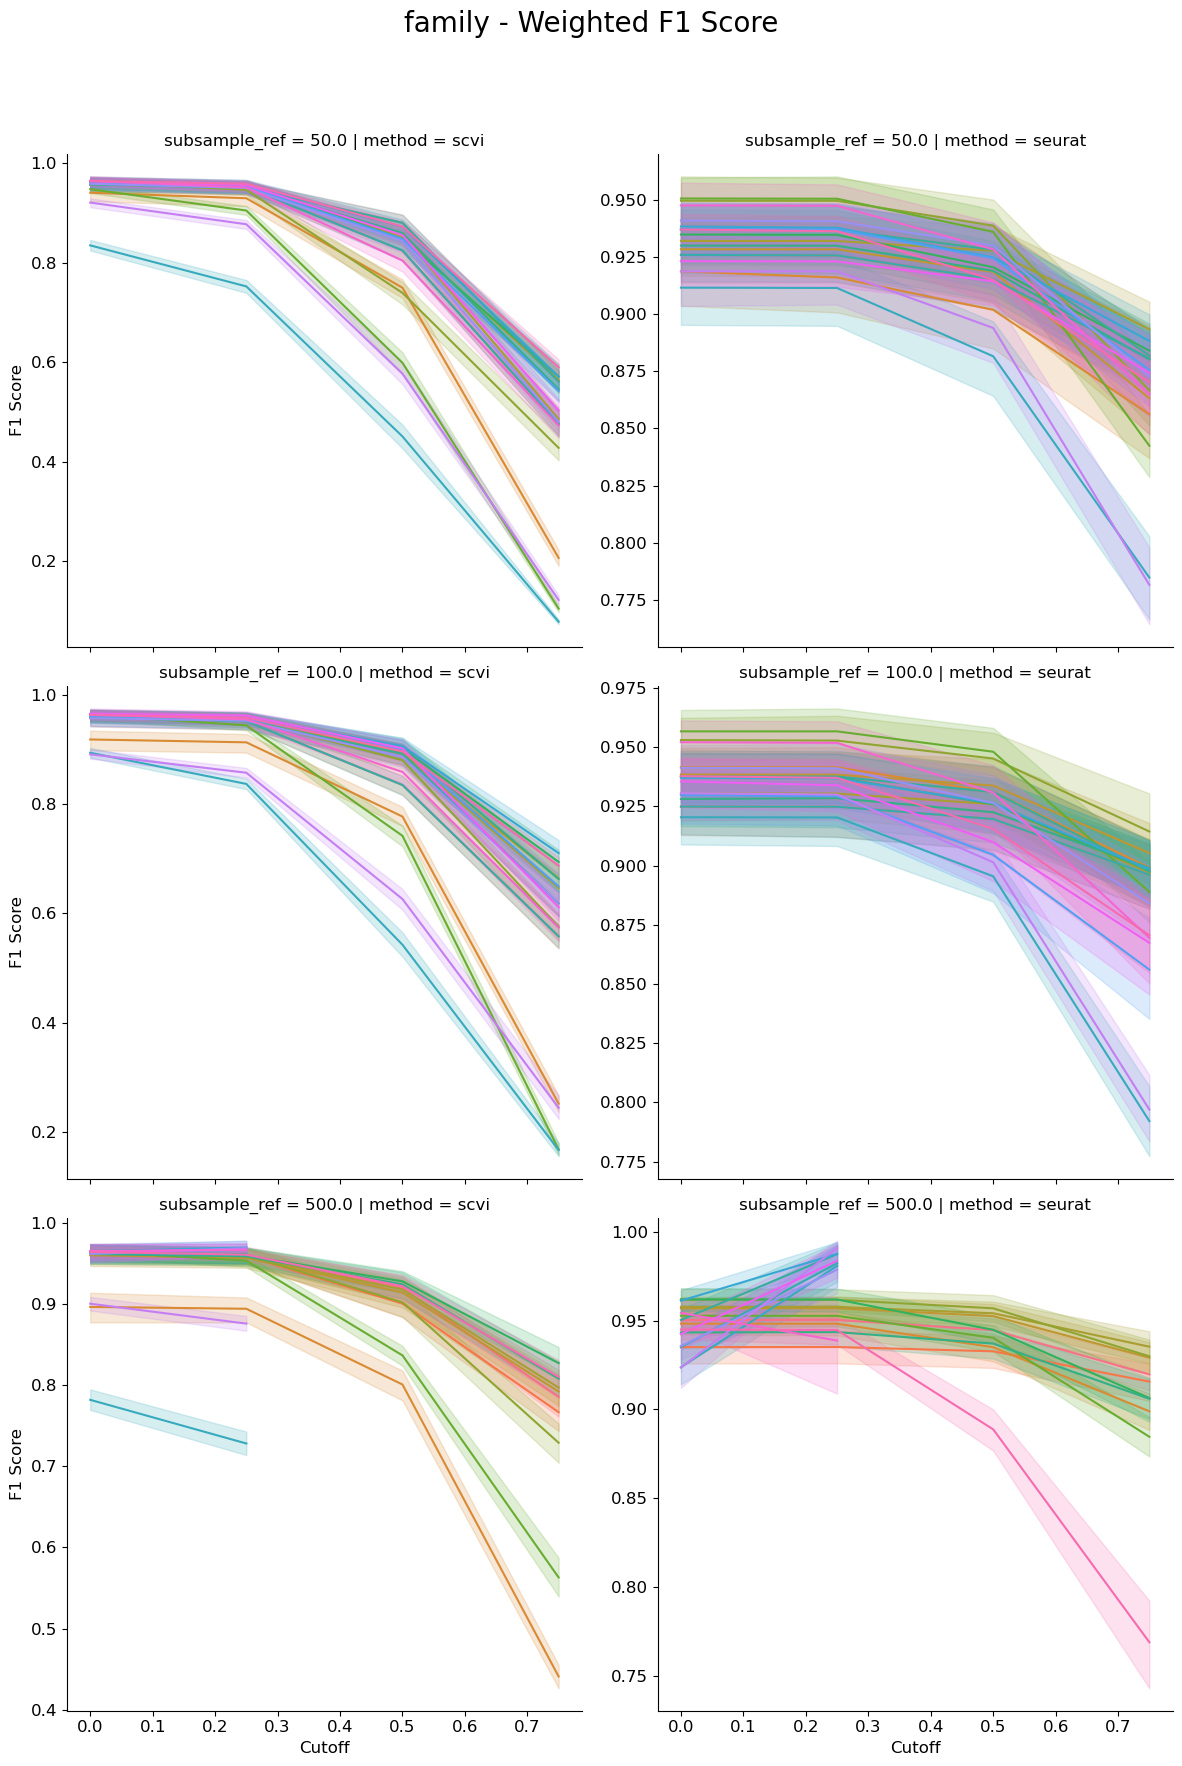 family - Weighted F1 Score
subsample_ref = 50.0 | method = scvi
subsample_ref = 50.0 | method = seurat
1.0
0.8
0.6
0.4
0.2
F1 Score
0.950
0.925
0.900
0.875
0.850
0.825
0.800
0.775
subsample_ref = 100.0 | method = scvi
subsample_ref = 100.0 | method = seurat
1.0
0.8
0.6
0.4
0.2
F1 Score
0.975
0.950
0.925
0.900
0.875
0.850
0.825
0.800
0.775
subsample_ref = 500.0 | method = scvi
subsample_ref = 500.0 | method = seurat
1.0
0.9
0.8
0.7
0.6
0.5
0.4
F1 Score
1.00
0.95
0.90
0.85
0.80
0.75
0.0 0.1 0.2 0.3 0.4 0.5 0.6 0.7
Cutoff
0.0 0.1 0.2 0.3 0.4 0.5 0.6 0.7
Cutoff